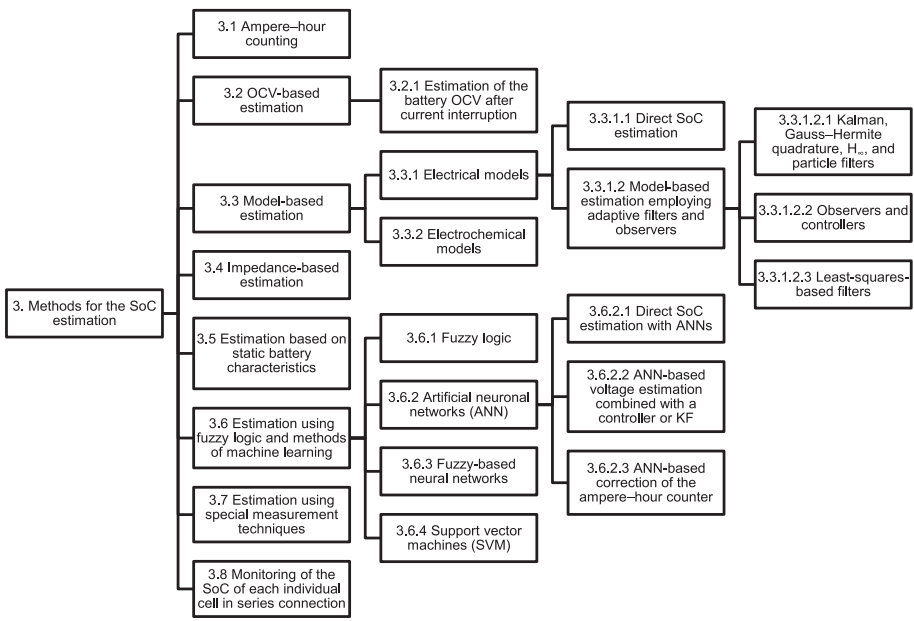 3. Methods for the SoC
estimation
3.1 Ampere–hour
counting
3.2 OCV-based
estimation
3.2.1 Estimation of the
battery OCV after
current interruption
3.3 Model-based
estimation
3.3.1 Electrical models
3.3.1.1 Direct SoC
estimation
3.3.1.2 Model-based
estimation employing
adaptive filters and
observers
3.3.1.2.1 Kalman,
Gauss–Hermite
quadrature, H∞, and
particle filters
3.3.1.2.2 Observers and
controllers
3.3.1.2.3 Least-squares-
based filters
3.3.2 Electrochemical
models
3.4 Impedance-based
estimation
3.5 Estimation based on
static battery
characteristics
3.6 Estimation using
fuzzy logic and methods
of machine learning
3.6.1 Fuzzy logic
3.6.2 Artificial neuronal
networks (ANN)
3.6.2.1 Direct SoC
estimation with ANNs
3.6.2.2 ANN-based
voltage estimation
combined with a
controller or KF
3.6.2.3 ANN-based
correction of the
ampere–hour counter
3.6.3 Fuzzy-based
neural networks
3.6.4 Support vector
machines (SVM)
3.7 Estimation using
special measurement
techniques
3.8 Monitoring of the
SoC of each individual
cell in series connection